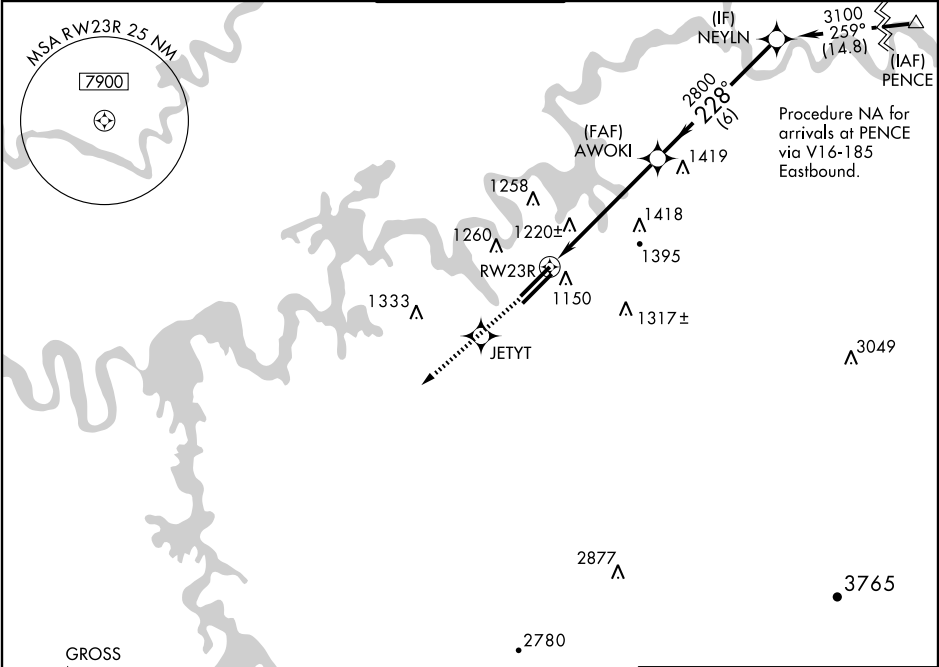 MSA RW23R 25 NM
7900
(IF)
NEYLN
3100
259°
(14.8)
(IAF)
PENCE
2800
228°
(6)
Procedure NA for
arrivals at PENCE
via V16-185
Eastbound.
(FAF)
AWOKI
1419
1258
1220±
1418
1260
1395
RW23R
1150
1333
1317±
JETYT
3049
2877
3765
2780
GROSS